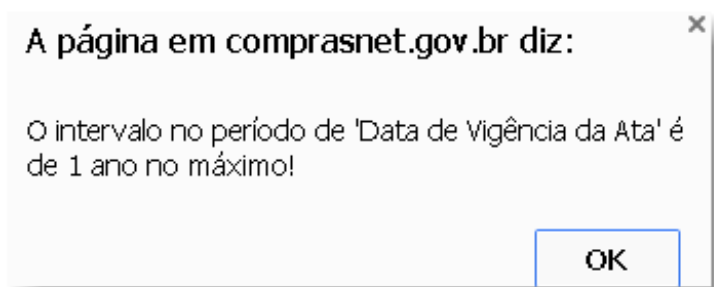 A página em comprasnet.gov.br diz:
O intervalo no período de 'Data de Vigência da Ata' é
de 1 ano no máximo!
OK